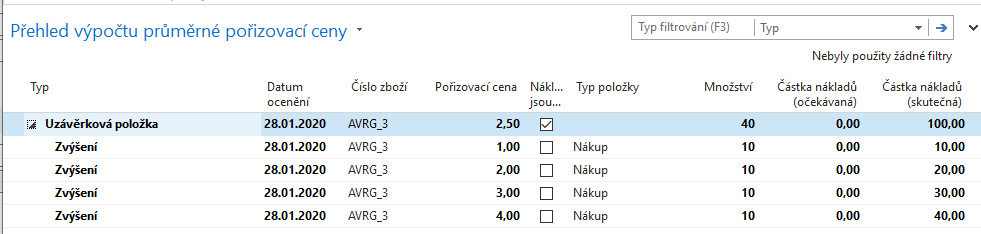 Přehled výpočtu průměrné pořizovací ceny
Typ filtrování (F3) Typ
Nebyly použity žádné filtry
Typ Datum ocenění Číslo zboží Pořizovací cena Nákl... jsou... Typ položky Množství Částka nákladů (očekávaná) Částka nákladů (skutečná)
Uzávěrková položka 28.01.2020 AVRG_3 2,50 40 0,00 100,00
Zvýšení 28.01.2020 AVRG_3 1,00 Nákup 10 0,00 10,00
Zvýšení 28.01.2020 AVRG_3 2,00 Nákup 10 0,00 20,00
Zvýšení 28.01.2020 AVRG_3 3,00 Nákup 10 0,00 30,00
Zvýšení 28.01.2020 AVRG_3 4,00 Nákup 10 0,00 40,00